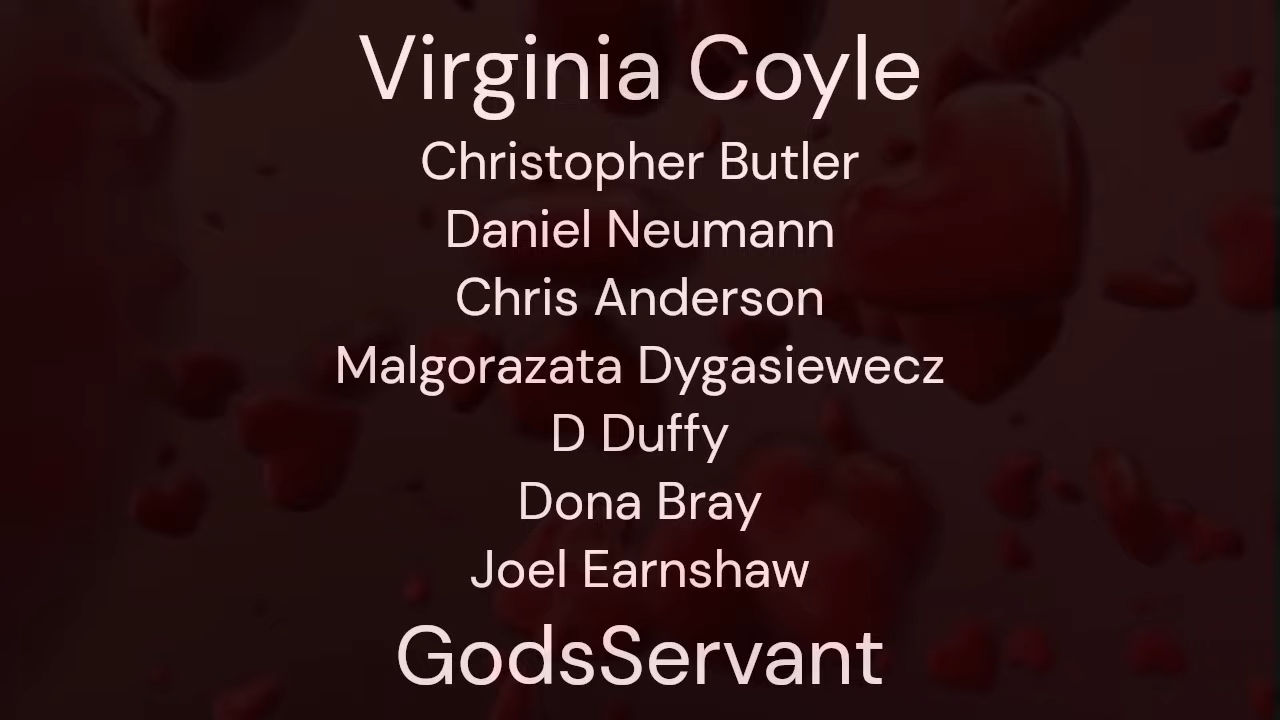 Virginia Coyle
Christopher Butler
Daniel Neumann
Chris Anderson
Malgorazata Dygasiewecz
D Duffy
Dona Bray
Joel Earnshaw
GodsServant